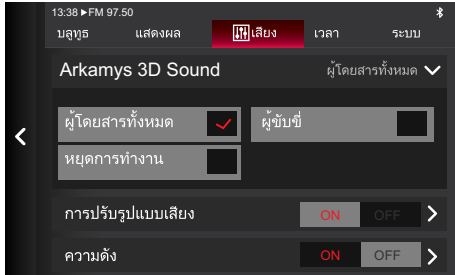 13:38 ▸FM 97.50
บลูทูธ แสดงผล เสียง เวลา ระบบ
Arkamys 3D Sound ผู้โดยสารทั้งหมด
ผู้โดยสารทั้งหมด ผู้ขับขี่
หยุดการทำงาน
การปรับรูปแบบเสียง ON OFF
ความดัง ON OFF